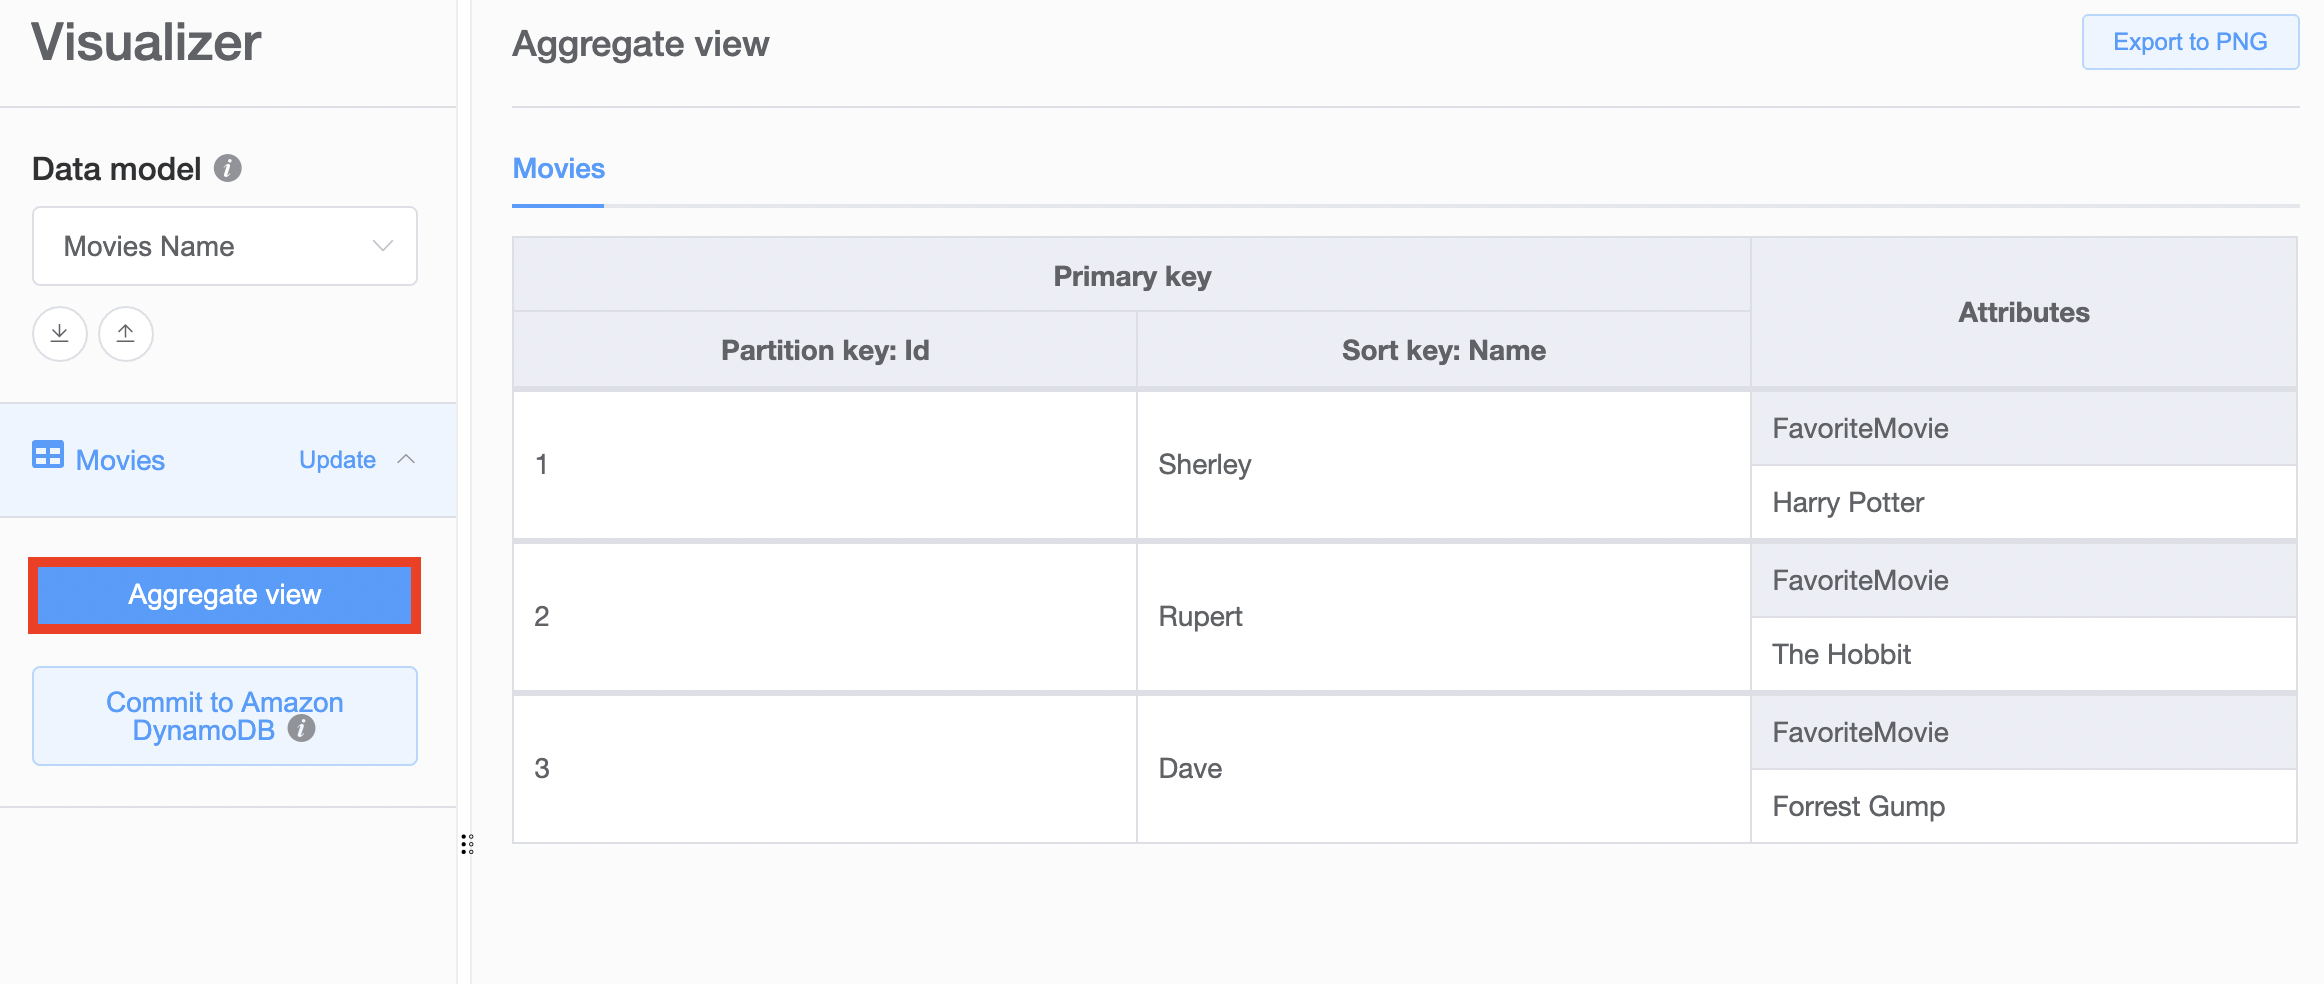 Visualizer
Data model
Movies Name
Movies Update
Aggregate view
Commit to Amazon
DynamoDB
Aggregate view
Export to PNG
Movies
Primary key
Attributes
Partition key: Id
Sort key: Name
1
Sherley
FavoriteMovie
Harry Potter
2
Rupert
FavoriteMovie
The Hobbit
3
Dave
FavoriteMovie
Forrest Gump